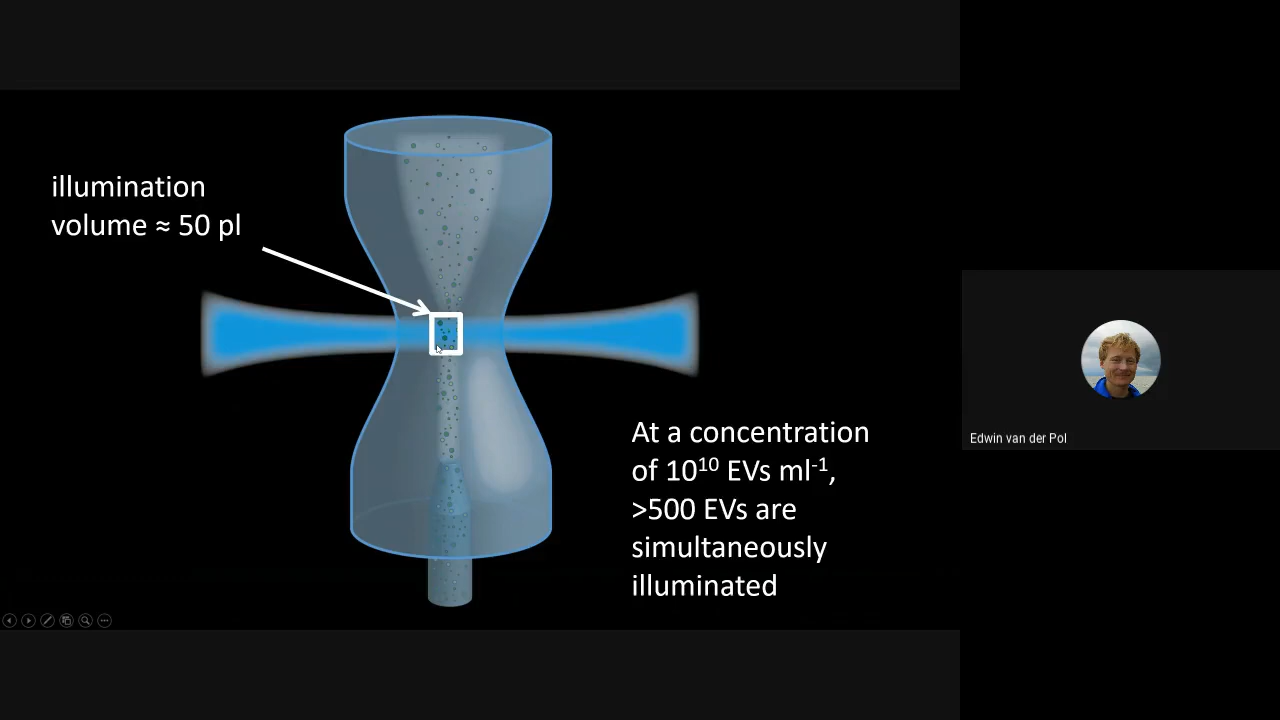 illumination
volume ≈ 50 pl
At a concentration
of 10¹⁰ EVs ml⁻¹,
>500 EVs are
simultaneously
illuminated
Edwin van der Pol